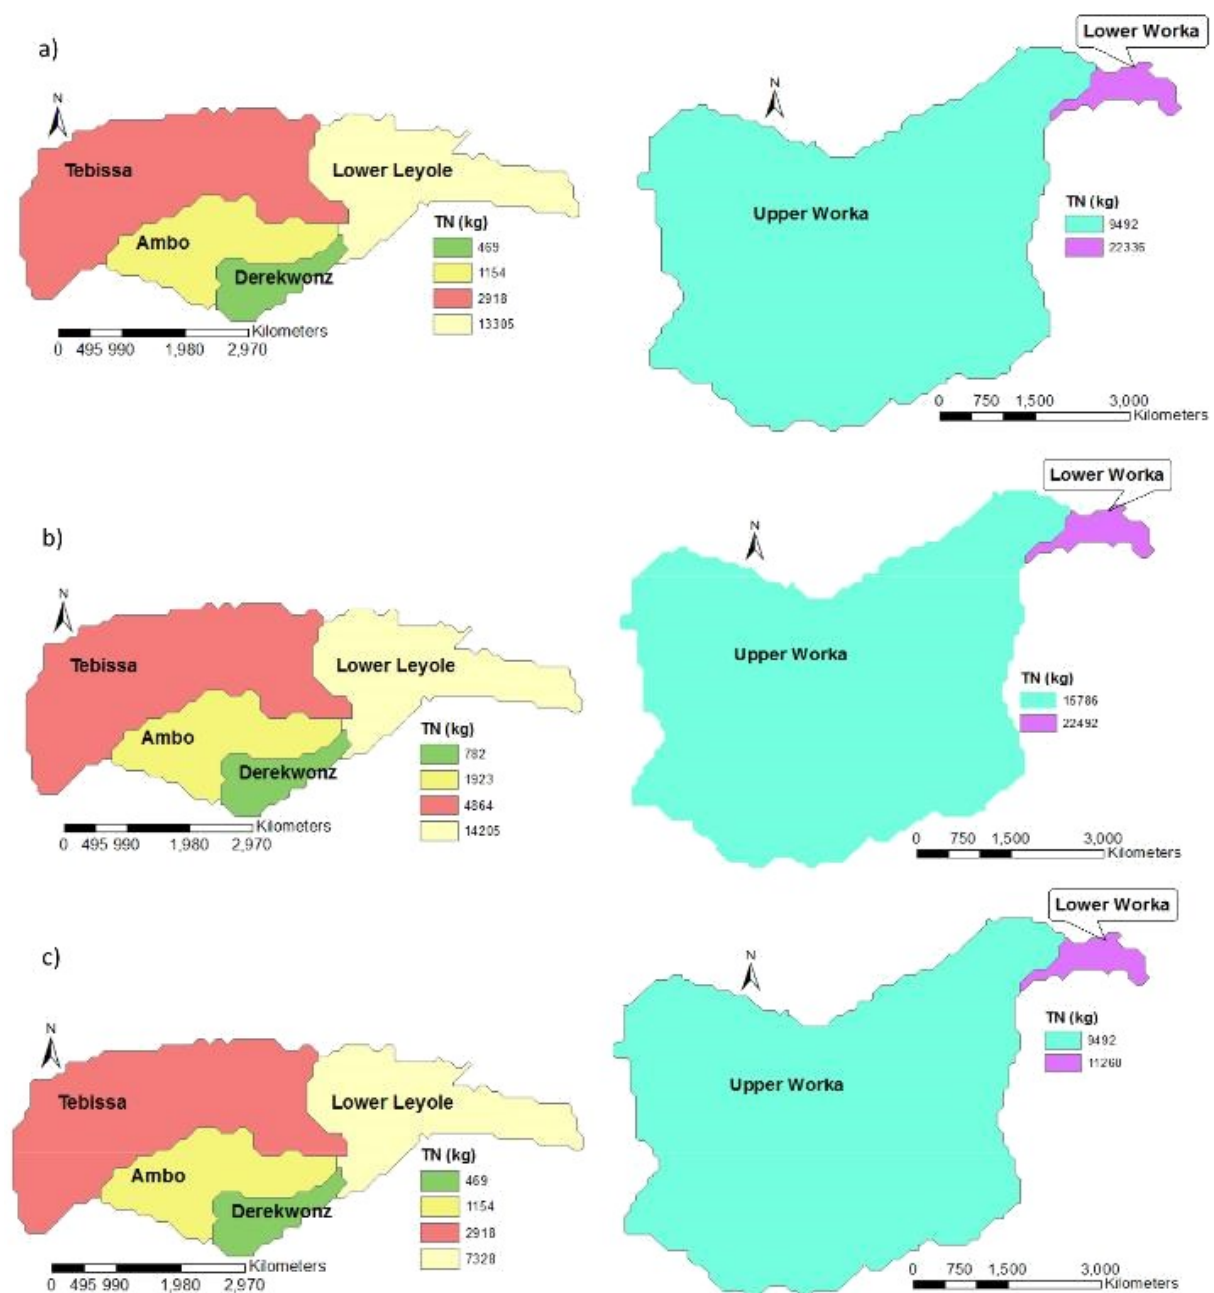 a)
N
Tebissa
Lower Leyole
Ambo
Derekwonz
TN (kg)
469
1154
2918
13305
Kilometers
0 495 990 1,980 2,970
Lower Worka
N
Upper Worka
TN (kg)
9492
22336
0 750 1,500 3,000
Kilometers
b)
N
Tebissa
Lower Leyole
Ambo
Derekwonz
TN (kg)
782
1923
4864
14205
Kilometers
0 495 990 1,980 2,970
Lower Worka
N
Upper Worka
TN (kg)
15786
22492
0 750 1,500 3,000
Kilometers
c)
N
Tebissa
Lower Leyole
Ambo
Derekwonz
TN (kg)
469
1154
2918
7328
Kilometers
0 495 990 1,980 2,970
Lower Worka
N
Upper Worka
TN (kg)
9492
11260
0 750 1,500 3,000
Kilometers